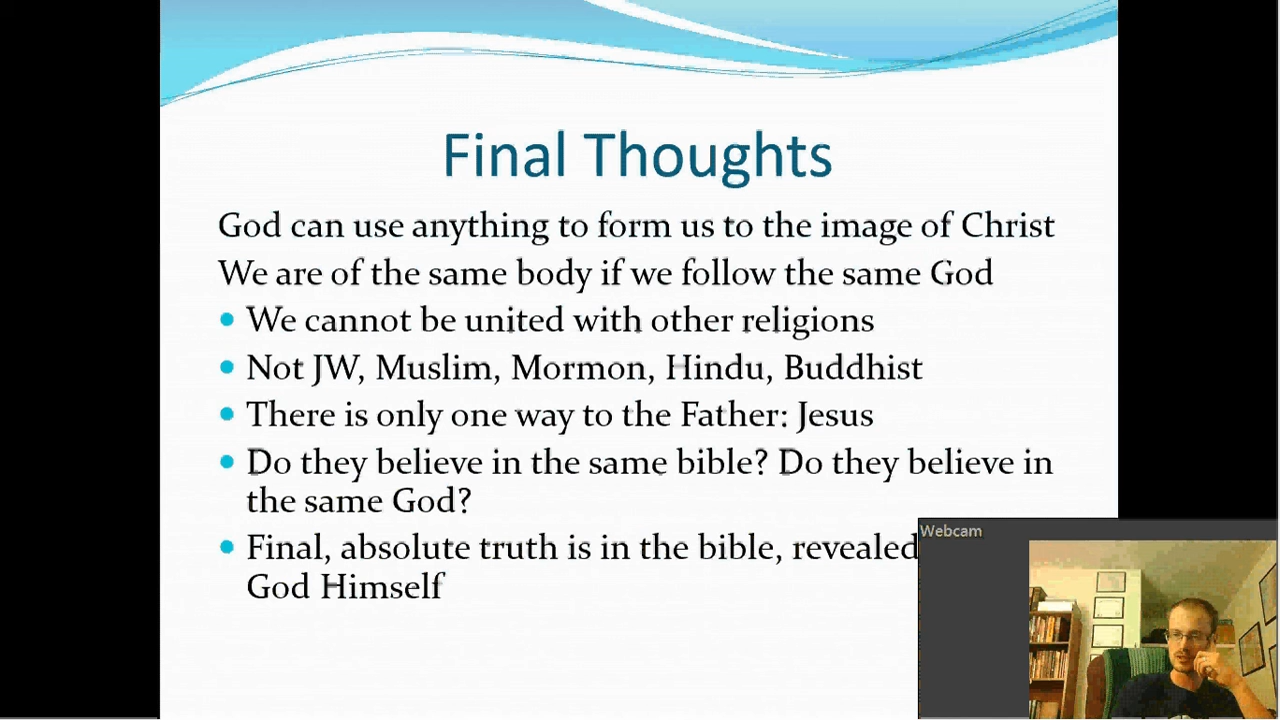 Final Thoughts
God can use anything to form us to the image of Christ
We are of the same body if we follow the same God
We cannot be united with other religions
Not JW, Muslim, Mormon, Hindu, Buddhist
There is only one way to the Father: Jesus
Do they believe in the same bible? Do they believe in
the same God?
Final, absolute truth is in the bible, revealed
God Himself
Webcam